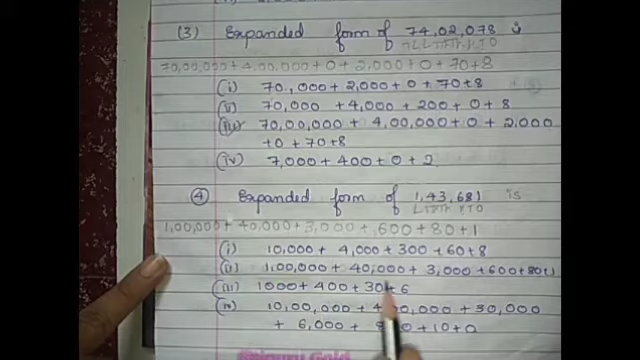 (3) Expanded form of 74,02,078 is
TL L TTh Th H T O
70,00,000+4,00,000+0+2,000+0+70+8
(i) 70,000+2,000+0+70+8
(ii) 70,000 +4,000+200+0+8
(iii) 70,00,000+4,00,000+0+2,000
+0+70+8
(iv) 7,000+400+0+2
(4) Expanded form of 1,43,681 is
L TTh Th H T O
1,00,000+40,000+3,000+600+80+1
(i) 10,000+4,000+300+60+8
(ii) 1,00,000+40,000+3,000+600+80+1
(iii) 1000+400+30+6
(iv) 10,00,000+ +30,000
+ 6,000+ +10+0